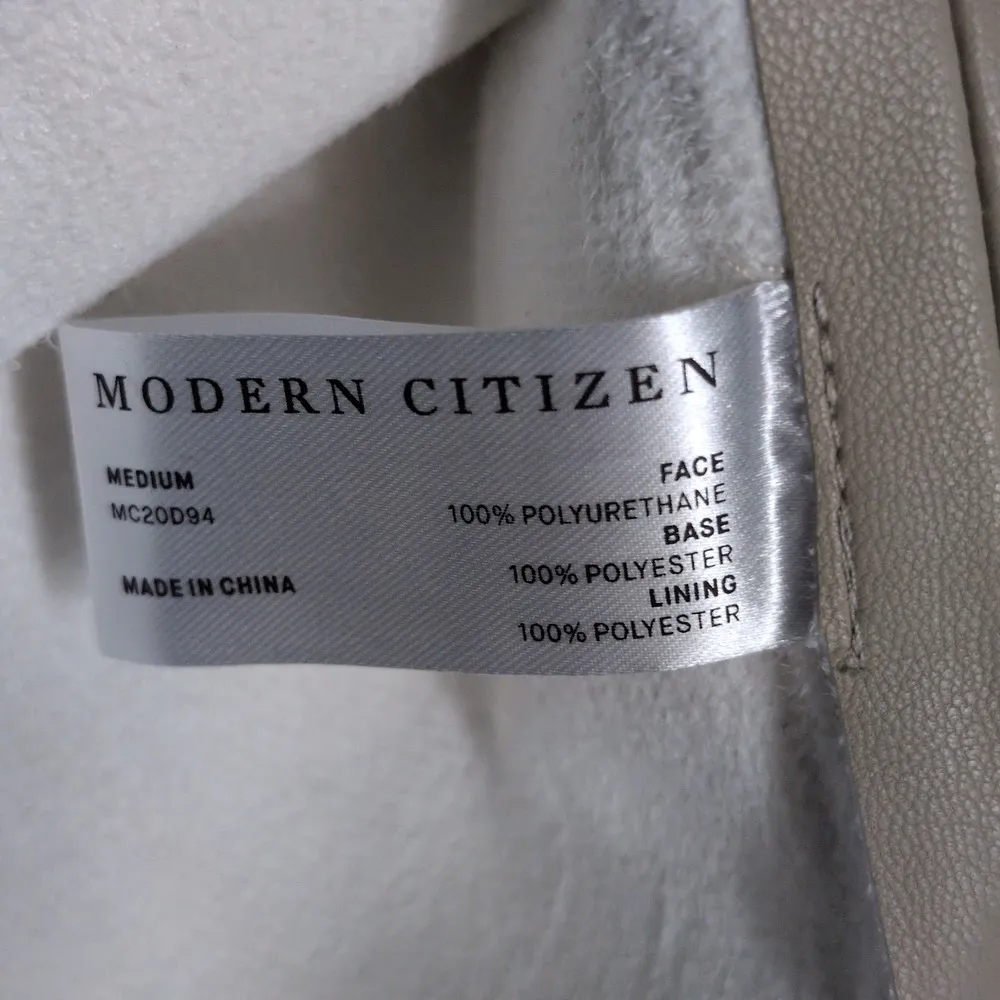 MODERN CITIZEN
MEDIUM
MC20D94
MADE IN CHINA
FACE
100% POLYURETHANE
BASE
100% POLYESTER
LINING
100% POLYESTER